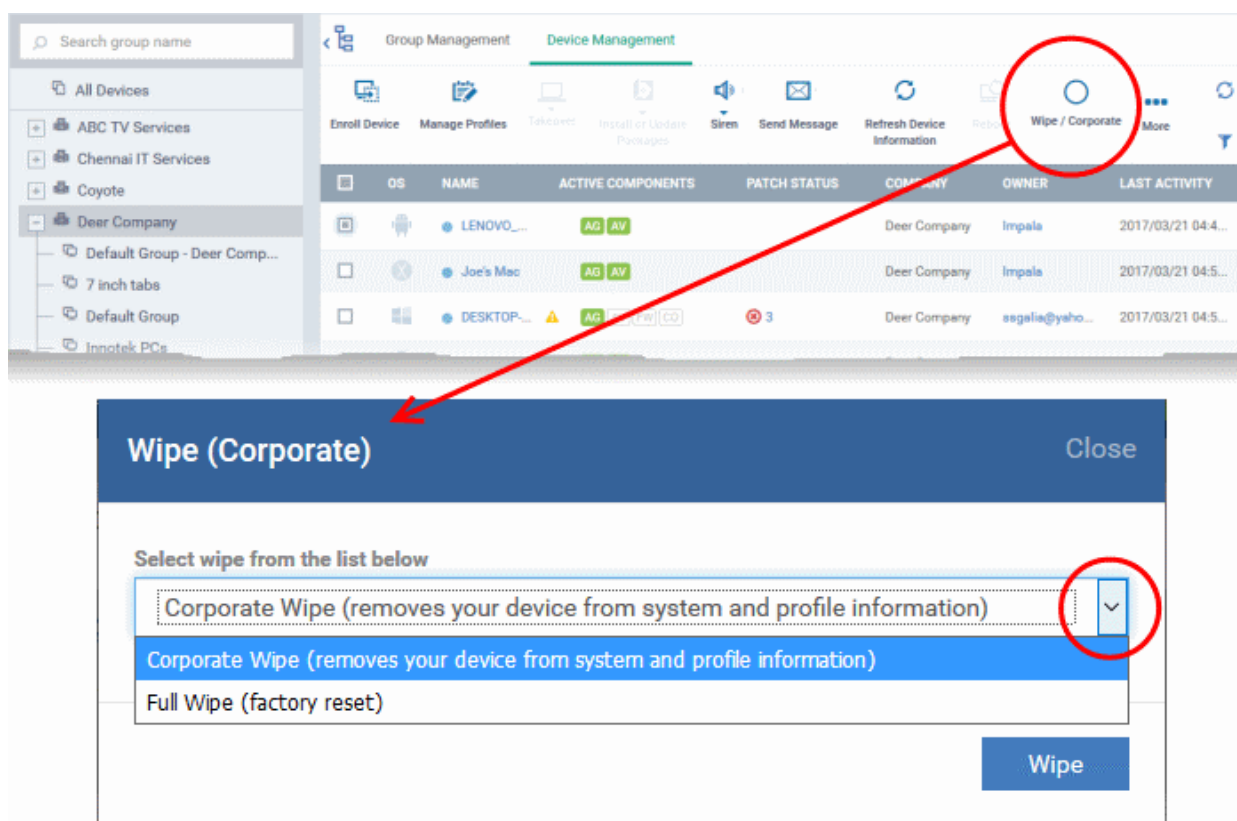 Search group name
Group Management Device Management
All Devices
ABC TV Services
Chennai IT Services
Coyote
Deer Company
Default Group - Deer Comp...
7 inch tabs
Default Group
Innotek PCs
Enroll Device Manage Profiles Takeover Install or Update Packages Siren Send Message Refresh Device Information Wipe / Corporate More
OS NAME ACTIVE COMPONENTS PATCH STATUS COMPANY OWNER LAST ACTIVITY
LENOVO_... AG AV Deer Company Impala 2017/03/21 04:4...
Joe's Mac AG AV Deer Company Impala 2017/03/21 04:5...
DESKTOP-... AG FW CO 3 Deer Company ssgalia@yaho... 2017/03/21 04:5...
Wipe (Corporate) Close
Select wipe from the list below
Corporate Wipe (removes your device from system and profile information)
Corporate Wipe (removes your device from system and profile information)
Full Wipe (factory reset)
Wipe